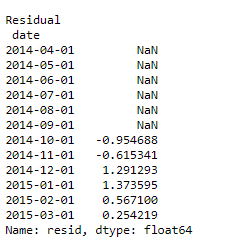 Residual
date
2014-04-01 NaN
2014-05-01 NaN
2014-06-01 NaN
2014-07-01 NaN
2014-08-01 NaN
2014-09-01 NaN
2014-10-01 -0.954688
2014-11-01 -0.615341
2014-12-01 1.291293
2015-01-01 1.373595
2015-02-01 0.567100
2015-03-01 0.254219
Name: resid, dtype: float64